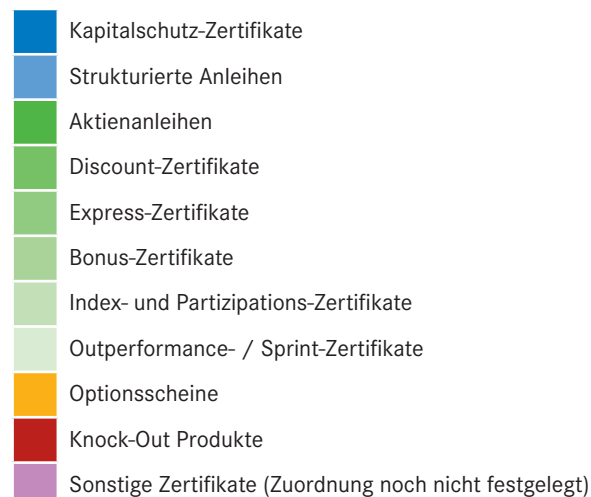 Kapitalschutz-Zertifikate
Strukturierte Anleihen
Aktienanleihen
Discount-Zertifikate
Express-Zertifikate
Bonus-Zertifikate
Index- und Partizipations-Zertifikate
Outperformance- / Sprint-Zertifikate
Optionsscheine
Knock-Out Produkte
Sonstige Zertifikate (Zuordnung noch nicht festgelegt)